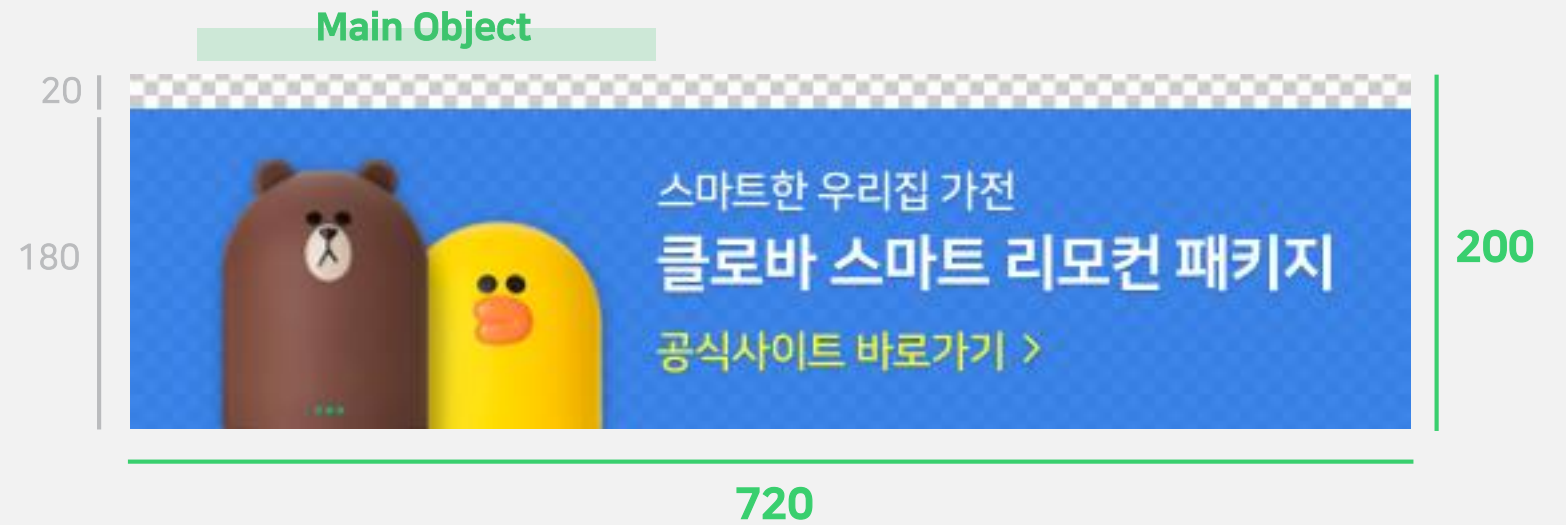 Main Object
20
스마트한 우리집 가전
클로바 스마트 리모컨 패키지
180
200
공식사이트 바로가기 >
720